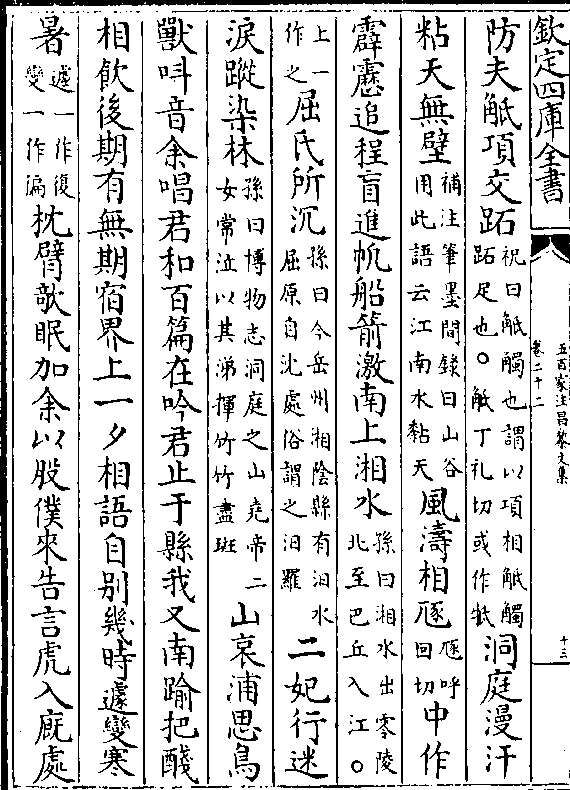 欽定四庫全書
五百家注昌黎文集
卷二十二
十三
防夫觝項交跖祝曰觝觸也謂以項相觝觸跖足也。觝丁礼切或作牴洞庭漫汗
粘天無壁補注筆墨間錄曰山谷用此語云江南水黏天風濤相豗豗呼回切中作
霹靂追程盲進帆船箭激南上湘水孫曰湘水出零陵北至巴丘入江。
上一作之屈氏所沉孫曰今岳州湘陰縣有汨水屈原自沈處俗謂之汨羅二妃行迷
淚蹤染林孫曰博物志洞庭之山堯帝二女常泣以其涕揮竹竹盡斑山哀浦思鳥
獸叫音余唱君和百篇在吟君止于縣我又南踰把醆
相飲後期有無期宿界上一夕相語自別幾時遽變寒
暑遽一作復變一作偏枕臂欹眠加余以股僕來告言虎入廐處